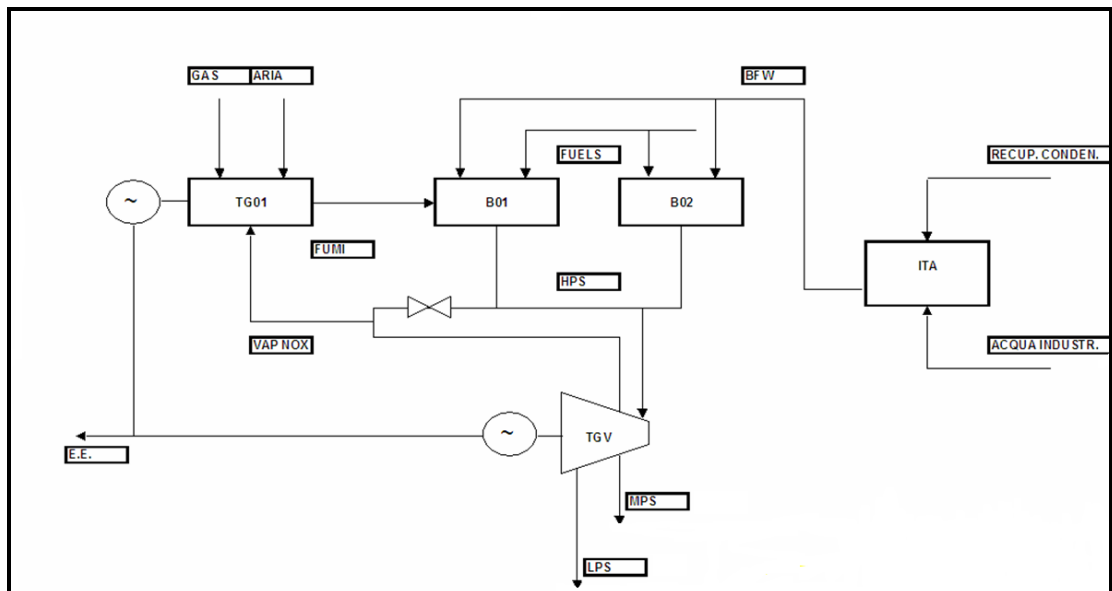 GAS ARIA BFW
FUELS RECUP. CONDEN.
~ TG01 B01 B02
FUMI ITA
HPS
VAP NOX ACQUA INDUSTR.
~ TGV
E.E.
MPS
LPS